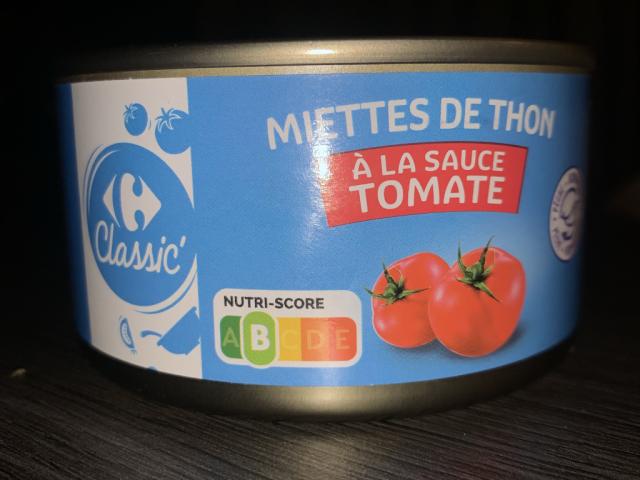 MIETTES DE THON
À LA SAUCE
TOMATE
C
Classic'
NUTRI-SCORE
A B C D E